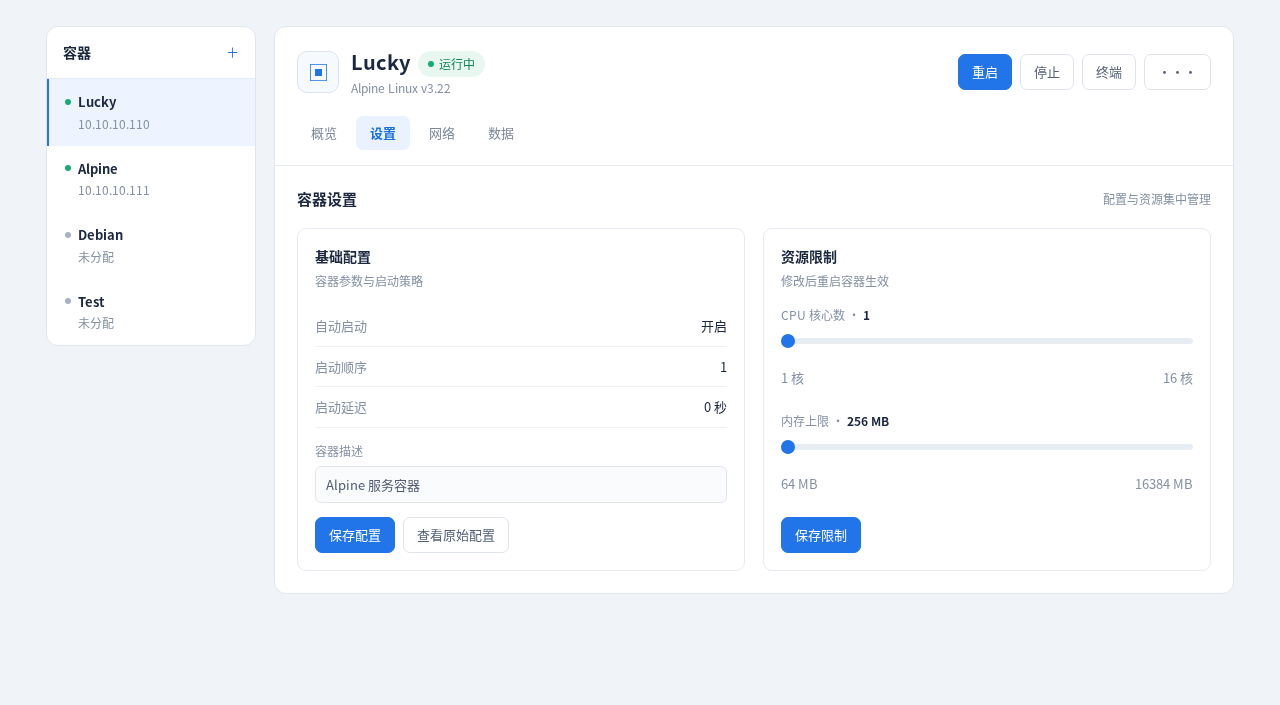 容器 +
Lucky
10.10.10.110
Alpine
10.10.10.111
Debian
未分配
Test
未分配
Lucky 运行中
Alpine Linux v3.22
重启 停止 终端 ···
概览 设置 网络 数据
容器设置 配置与资源集中管理
基础配置
容器参数与启动策略
自动启动 开启
启动顺序 1
启动延迟 0 秒
容器描述
Alpine 服务容器
保存配置 查看原始配置
资源限制
修改后重启容器生效
CPU 核心数 · 1
1 核 16 核
内存上限 · 256 MB
64 MB 16384 MB
保存限制